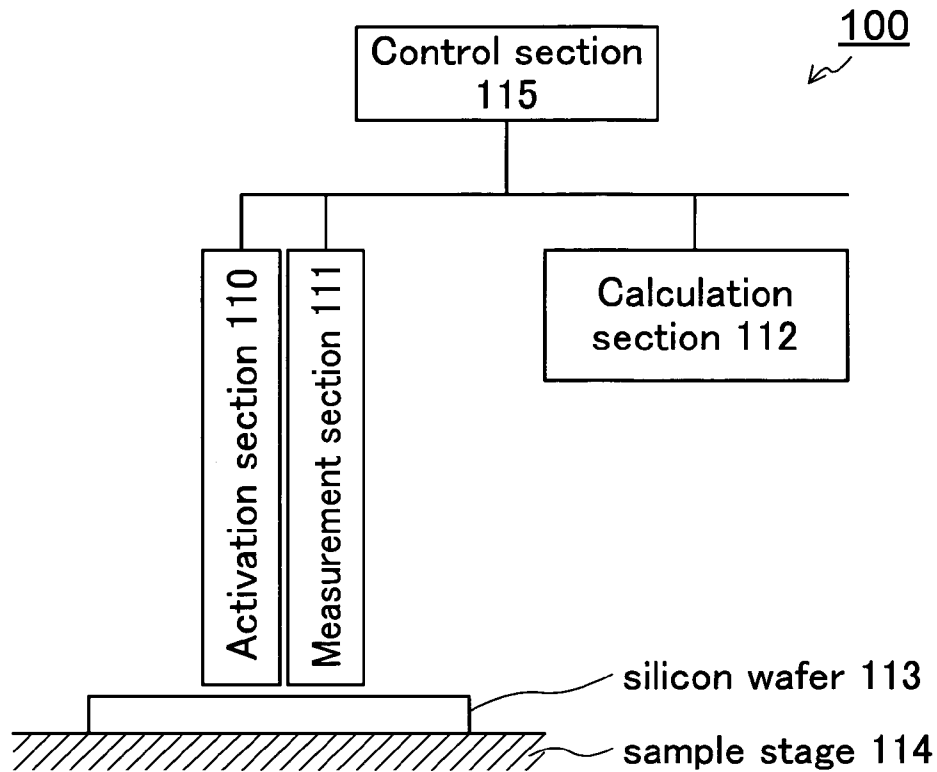 100
Control section
115
Activation section 110
Measurement section 111
Calculation
section 112
silicon wafer 113
sample stage 114